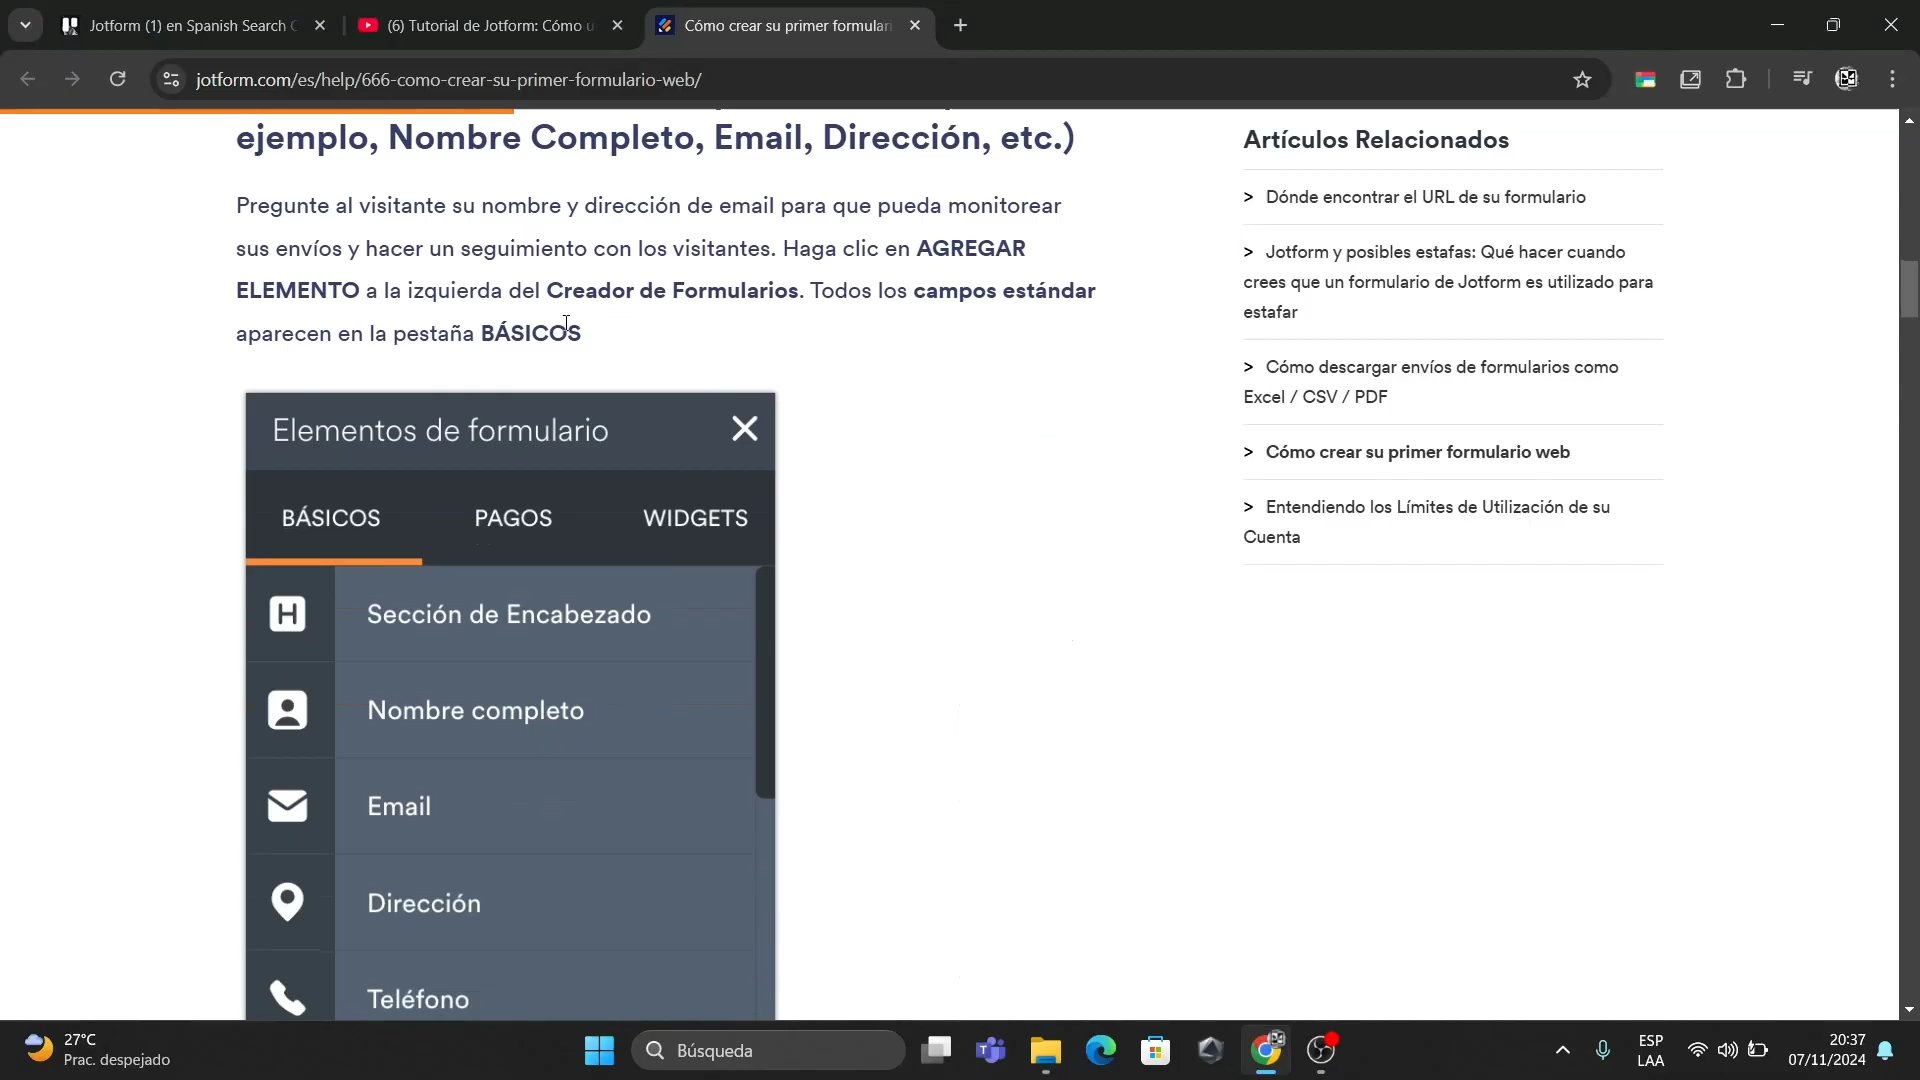 Jotform (1) en Spanish Search C
(6) Tutorial de Jotform: Cómo u
Cómo crear su primer formular
jotform.com/es/help/666-como-crear-su-primer-formulario-web/
ejemplo, Nombre Completo, Email, Dirección, etc.)
Pregunte al visitante su nombre y dirección de email para que pueda monitorear
sus envíos y hacer un seguimiento con los visitantes. Haga clic en AGREGAR
ELEMENTO a la izquierda del Creador de Formularios. Todos los campos estándar
aparecen en la pestaña BÁSICOS
Elementos de formulario
BÁSICOS PAGOS WIDGETS
H Sección de Encabezado
Nombre completo
Email
Dirección
Teléfono
Artículos Relacionados
> Dónde encontrar el URL de su formulario
> Jotform y posibles estafas: Qué hacer cuando
crees que un formulario de Jotform es utilizado para
estafar
> Cómo descargar envíos de formularios como
Excel / CSV / PDF
> Cómo crear su primer formulario web
> Entendiendo los Límites de Utilización de su
Cuenta
27°C
Prac. despejado
Búsqueda
ESP
LAA
20:37
07/11/2024